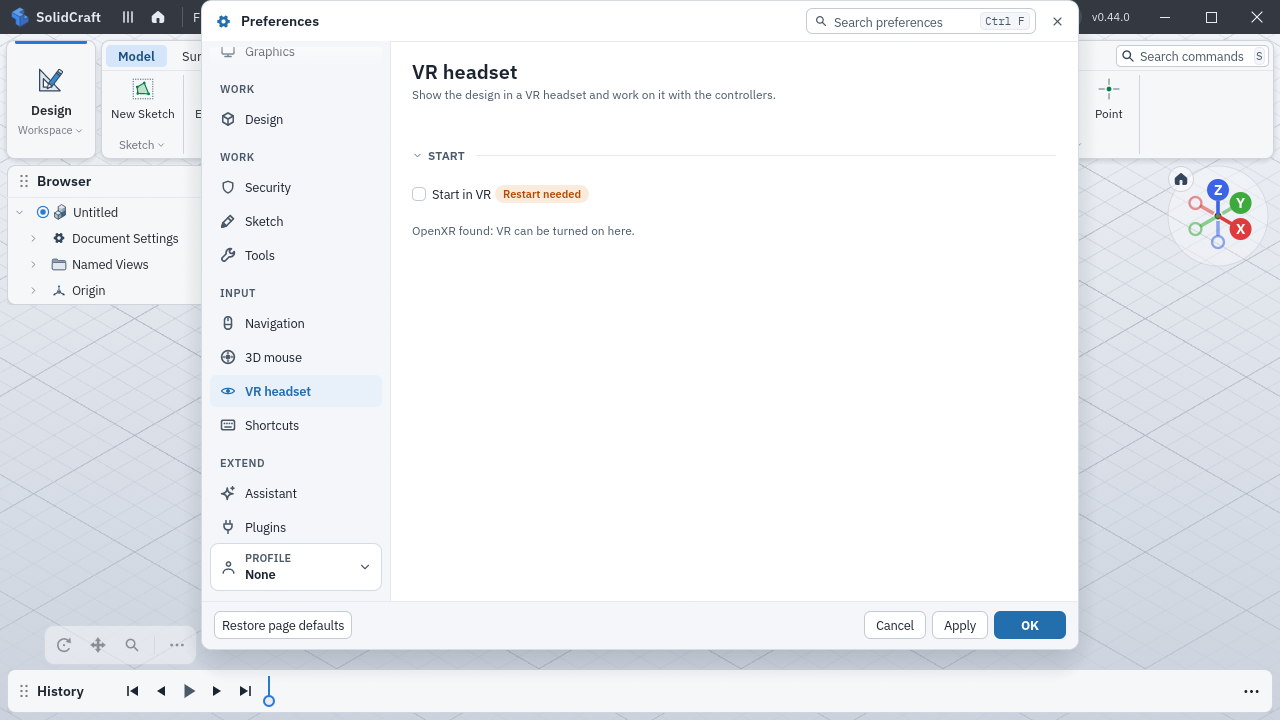 SolidCraft
F
v0.44.0
Preferences
Search preferences
Ctrl F
Design
Workspace
Model
Sur
New Sketch
E
Sketch
Search commands
S
Point
Browser
Untitled
Document Settings
Named Views
Origin
Graphics
WORK
Design
WORK
Security
Sketch
Tools
INPUT
Navigation
3D mouse
VR headset
Shortcuts
EXTEND
Assistant
Plugins
PROFILE
None
VR headset
Show the design in a VR headset and work on it with the controllers.
START
Start in VR
Restart needed
OpenXR found: VR can be turned on here.
Z
Y
X
Restore page defaults
Cancel
Apply
OK
History